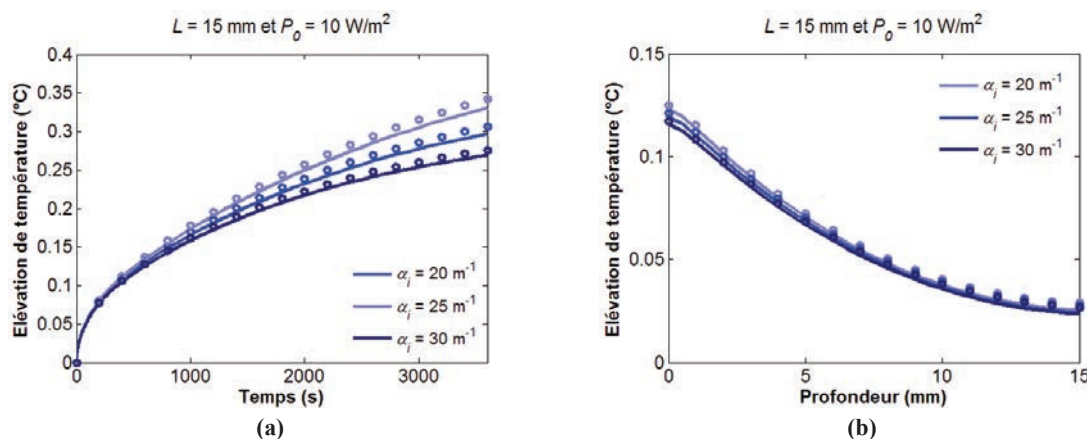 L = 15 mm et P0 = 10 W/m²
Elévation de température (°C)
0.4
0.35
0.3
0.25
0.2
0.15
0.1
0.05
0
αi = 20 m-1
αi = 25 m-1
αi = 30 m-1
0
1000
2000
3000
Temps (s)
(a)
L = 15 mm et P0 = 10 W/m²
Elévation de température (°C)
0.15
0.1
0.05
0
αi = 20 m-1
αi = 25 m-1
αi = 30 m-1
0
5
10
15
Profondeur (mm)
(b)